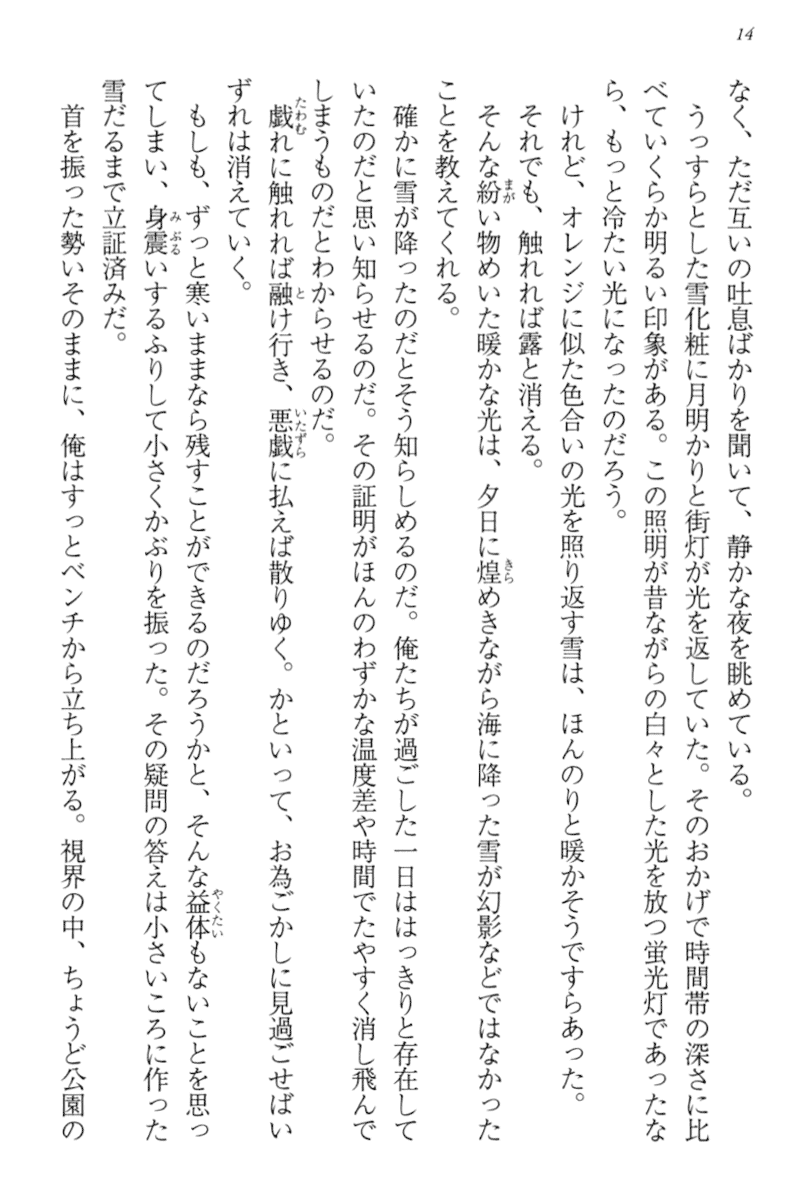 14
なく、ただ互いの吐息ばかりを聞いて、静かな夜を眺めている。
うっすらとした雪化粧に月明かりと街灯が光を返していた。そのおかげで時間帯の深さに比
べていくらか明るい印象がある。この照明が昔ながらの白々とした光を放つ蛍光灯であったな
ら、もっと冷たい光になったのだろう。
けれど、オレンジに似た色合いの光を照り返す雪は、ほんのりと暖かそうですらあった。
それでも、触れれば露と消える。
そんな紛い物めいた暖かな光は、夕日に煌めきながら海に降った雪が幻影などではなかった
ことを教えてくれる。
確かに雪が降ったのだとそう知らしめるのだ。俺たちが過ごした一日ははっきりと存在して
いたのだと思い知らせるのだ。その証明がほんのわずかな温度差や時間でたやすく消し飛んで
しまうものだとわからせるのだ。
戯れに触れれば融け行き、悪戯に払えば散りゆく。かといって、お為ごかしに見過ごせばい
ずれは消えていく。
もしも、ずっと寒いままなら残すことができるのだろうかと、そんな益体もないことを思っ
てしまい、身震いするふりして小さくかぶりを振った。その疑問の答えは小さいころに作った
雪だるまで立証済みだ。
首を振った勢いそのままに、俺はすっとベンチから立ち上がる。視界の中、ちょうど公園の